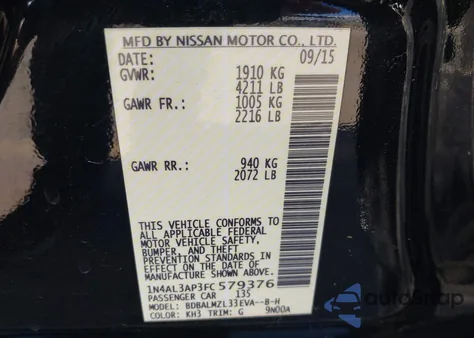 MFD BY NISSAN MOTOR CO., LTD.
DATE: 09/15
GVWR: 1910 KG
4211 LB
GAWR FR.: 1005 KG
2216 LB
GAWR RR.: 940 KG
2072 LB
THIS VEHICLE CONFORMS TO
ALL APPLICABLE FEDERAL
MOTOR VEHICLE SAFETY,
BUMPER, AND THEFT
PREVENTION STANDARDS IN
EFFECT ON THE DATE OF
MANUFACTURE SHOWN ABOVE.
1N4AL3AP3FC579376
PASSENGER CAR 135
MODEL: BDBALMZL33EVA--B-H
COLOR: KH3 TRIM: G 9N00A
AdCarHistory